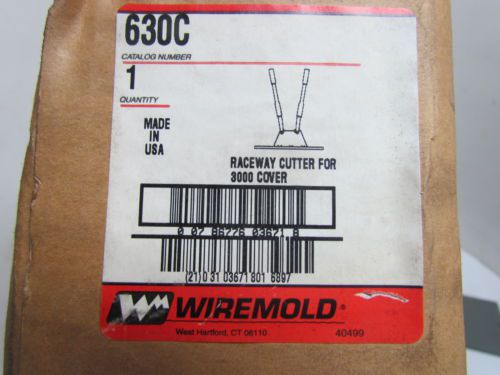 630C
CATALOG NUMBER
1
QUANTITY
MADE
IN
USA
RACEWAY CUTTER FOR
3000 COVER
0 07 86776 03671 8
(21)0 31 03671 801 6897
WIREMOLD®
West Hartford, CT 06110
40499